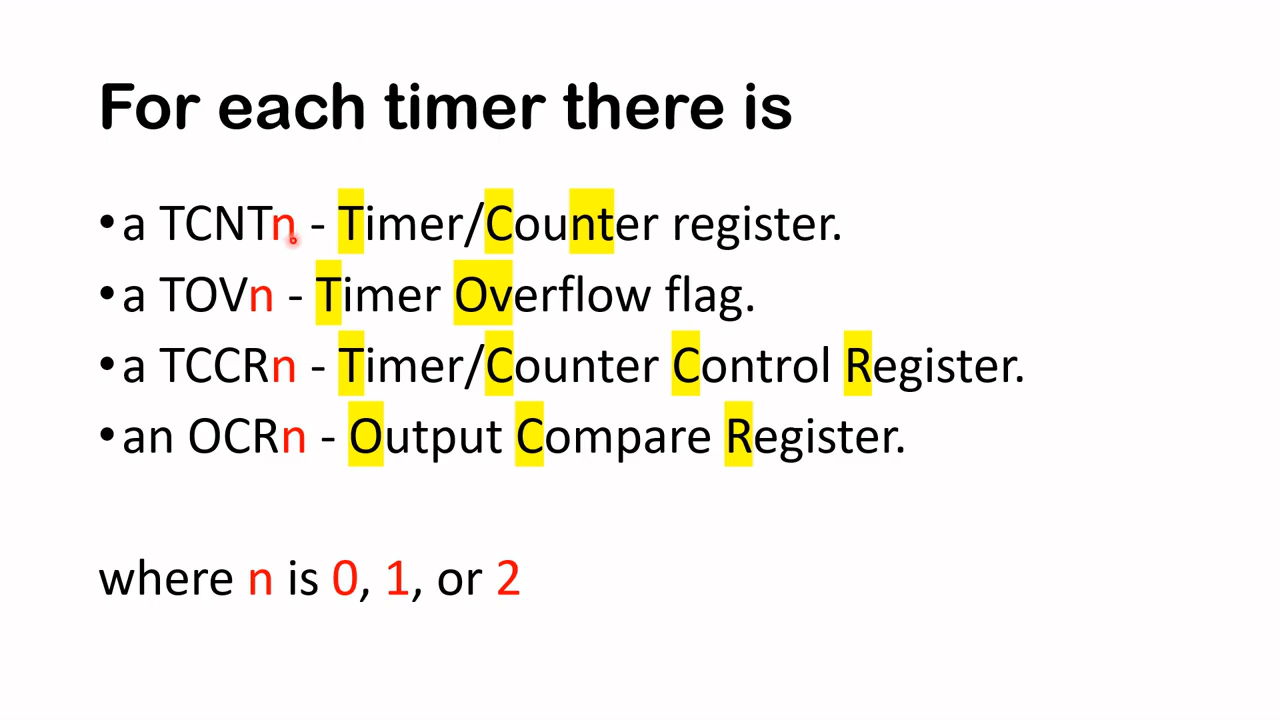 For each timer there is
•a TCNTn - Timer/Counter register.
•a TOVn - Timer Overflow flag.
•a TCCRn - Timer/Counter Control Register.
•an OCRn - Output Compare Register.
where n is 0, 1, or 2